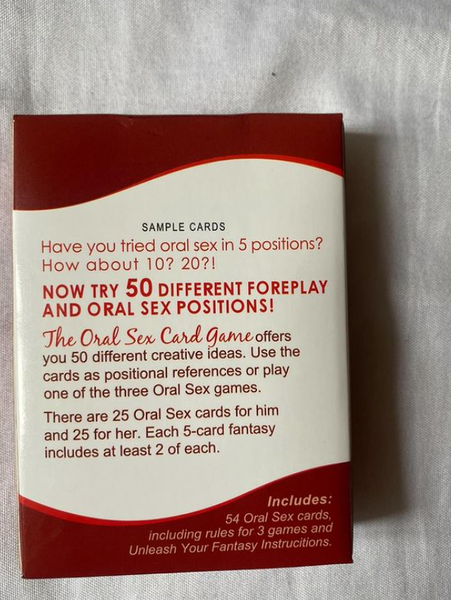 SAMPLE CARDS
Have you tried oral sex in 5 positions?
How about 10? 20?!
NOW TRY 50 DIFFERENT FOREPLAY
AND ORAL SEX POSITIONS!
The Oral Sex Card Game offers
you 50 different creative ideas. Use the
cards as positional references or play
one of the three Oral Sex games.
There are 25 Oral Sex cards for him
and 25 for her. Each 5-card fantasy
includes at least 2 of each.
Includes:
54 Oral Sex cards,
including rules for 3 games and
Unleash Your Fantasy Instrucitions.